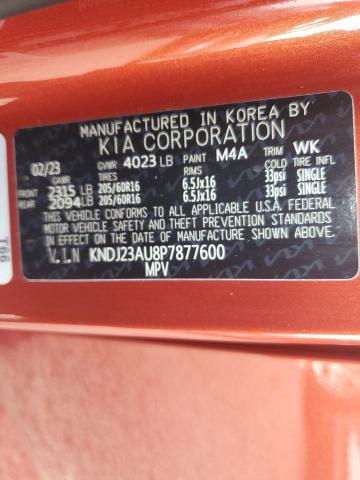 MANUFACTURED IN KOREA BY
KIA CORPORATION
02/23 GVWR 4023 LB PAINT M4A TRIM WK
GAWR TIRES RIMS COLD TIRE INFL
FRONT 2315 LB 205/60R16 6.5Jx16 33psi SINGLE
REAR 2094 LB 205/60R16 6.5Jx16 33psi SINGLE
THIS VEHICLE CONFORMS TO ALL APPLICABLE U.S.A FEDERAL
MOTOR VEHICLE SAFETY AND THEFT PREVENTION STANDARDS
IN EFFECT ON THE DATE OF MANUFACTURE SHOWN ABOVE.
V.I.N KNDJ23AU8P7877600
MPV
T66